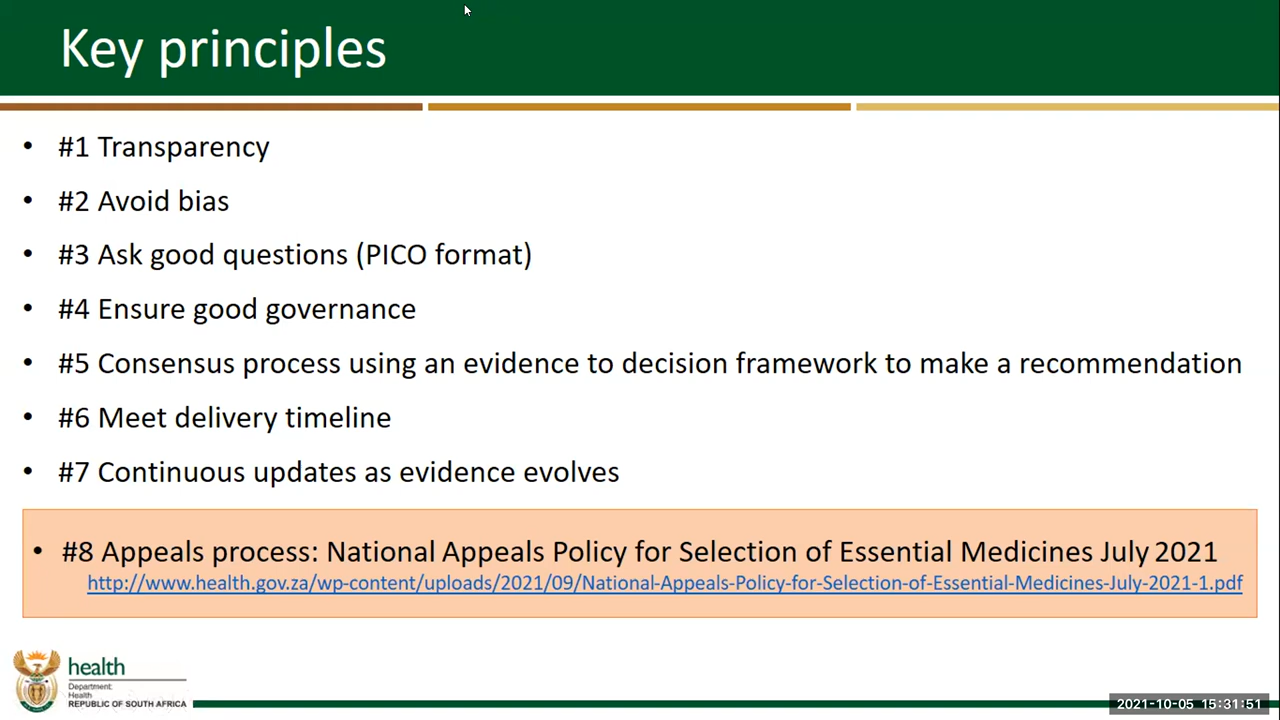 Key principles
• #1 Transparency
• #2 Avoid bias
• #3 Ask good questions (PICO format)
• #4 Ensure good governance
• #5 Consensus process using an evidence to decision framework to make a recommendation
• #6 Meet delivery timeline
• #7 Continuous updates as evidence evolves
• #8 Appeals process: National Appeals Policy for Selection of Essential Medicines July 2021
http://www.health.gov.za/wp-content/uploads/2021/09/National-Appeals-Policy-for-Selection-of-Essential-Medicines-July-2021-1.pdf
health
Department:
Health
REPUBLIC OF SOUTH AFRICA
2021-10-05 15:31:51